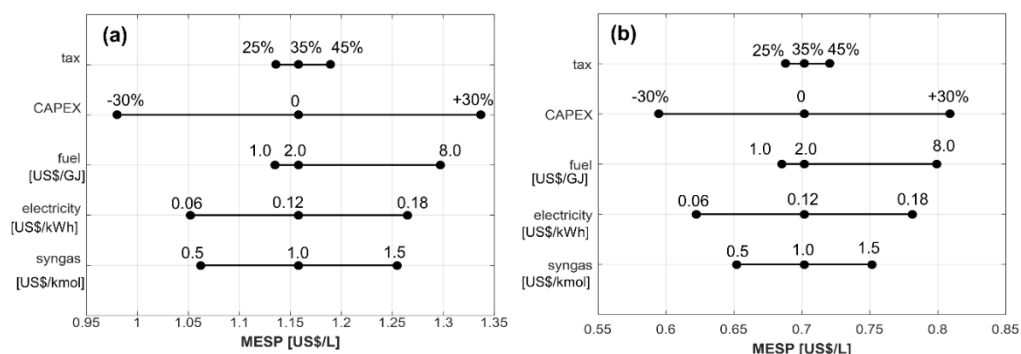 (a)
25% 35% 45%
tax
-30% 0 +30%
CAPEX
1.0 2.0 8.0
fuel
[US$/GJ]
0.06 0.12 0.18
electricity
[US$/kWh]
0.5 1.0 1.5
syngas
[US$/kmol]
0.95 1 1.05 1.1 1.15 1.2 1.25 1.3 1.35
MESP [US$/L]
(b)
25% 35% 45%
tax
-30% 0 +30%
CAPEX
1.0 2.0 8.0
fuel
[US$/GJ]
0.06 0.12 0.18
electricity
[US$/kWh]
0.5 1.0 1.5
syngas
[US$/kmol]
0.55 0.6 0.65 0.7 0.75 0.8 0.85
MESP [US$/L]